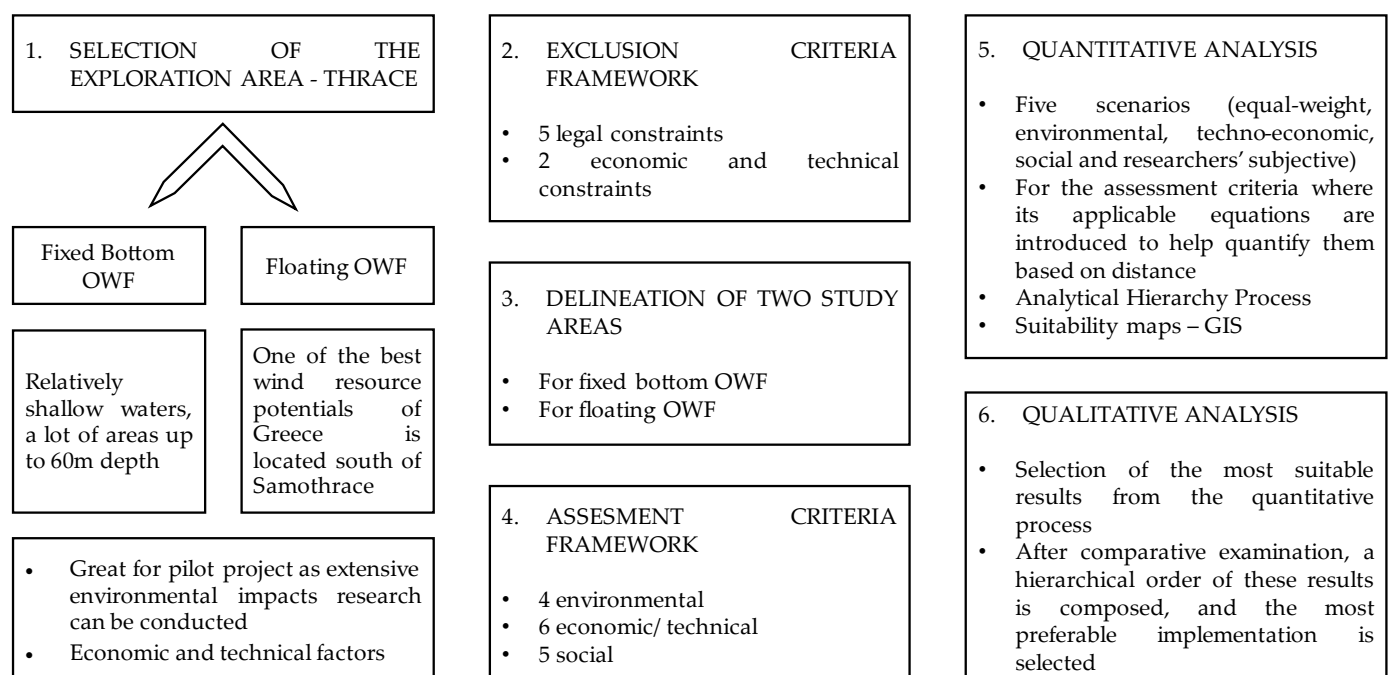 1. SELECTION OF THE
EXPLORATION AREA - THRACE
Fixed Bottom
OWF
Floating OWF
Relatively
shallow waters,
a lot of areas up
to 60m depth
One of the best
wind resource
potentials of
Greece is
located south of
Samothrace
• Great for pilot project as extensive
environmental impacts research
can be conducted
• Economic and technical factors
2. EXCLUSION CRITERIA
FRAMEWORK
• 5 legal constraints
• 2 economic and technical
constraints
3. DELINEATION OF TWO STUDY
AREAS
• For fixed bottom OWF
• For floating OWF
4. ASSESMENT CRITERIA
FRAMEWORK
• 4 environmental
• 6 economic/ technical
• 5 social
5. QUANTITATIVE ANALYSIS
• Five scenarios (equal-weight,
environmental, techno-economic,
social and researchers' subjective)
• For the assessment criteria where
its applicable equations are
introduced to help quantify them
based on distance
• Analytical Hierarchy Process
• Suitability maps – GIS
6. QUALITATIVE ANALYSIS
• Selection of the most suitable
results from the quantitative
process
• After comparative examination, a
hierarchical order of these results
is composed, and the most
preferable implementation is
selected